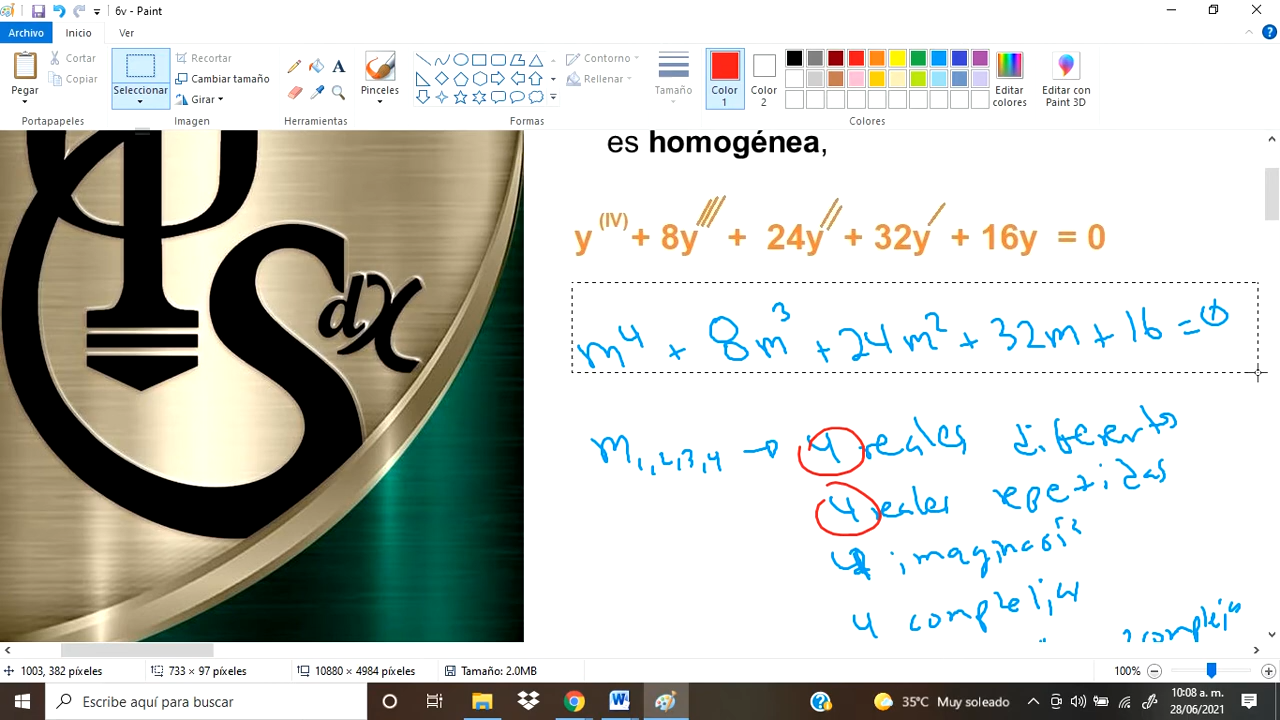 6v - Paint
Archivo Inicio Ver
Pegar
Cortar
Copiar
Portapapeles
Seleccionar
Recortar
Cambiar tamaño
Girar
Imagen
A
Herramientas
Pinceles
Contorno
Rellenar
Formas
Tamaño
Color 1
Color 2
Editar colores
Editar con Paint 3D
Colores
dx
es homogénea,
y (IV) + 8y/// + 24y// + 32y/ + 16y = 0
m⁴ + 8m³ + 24m² + 32m + 16 = 0
m1,2,3,4 → 4 reales diferentes
4 reales repetidas
4 complejas
1003, 382 píxeles 733 × 97 píxeles 10880 × 4984 píxeles Tamaño: 2.0MB 100%
Escribe aquí para buscar
35°C Muy soleado
10:08 a. m.
28/06/2021